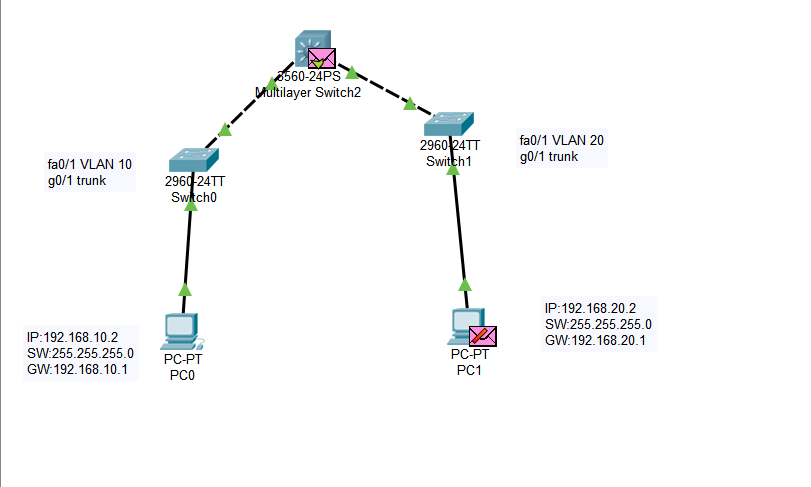 3560-24PS
Multilayer Switch2
2960-24TT
Switch1
fa0/1 VLAN 20
g0/1 trunk
fa0/1 VLAN 10
g0/1 trunk
2960-24TT
Switch0
IP:192.168.20.2
SW:255.255.255.0
GW:192.168.20.1
IP:192.168.10.2
SW:255.255.255.0
GW:192.168.10.1
PC-PT
PC0
PC-PT
PC1